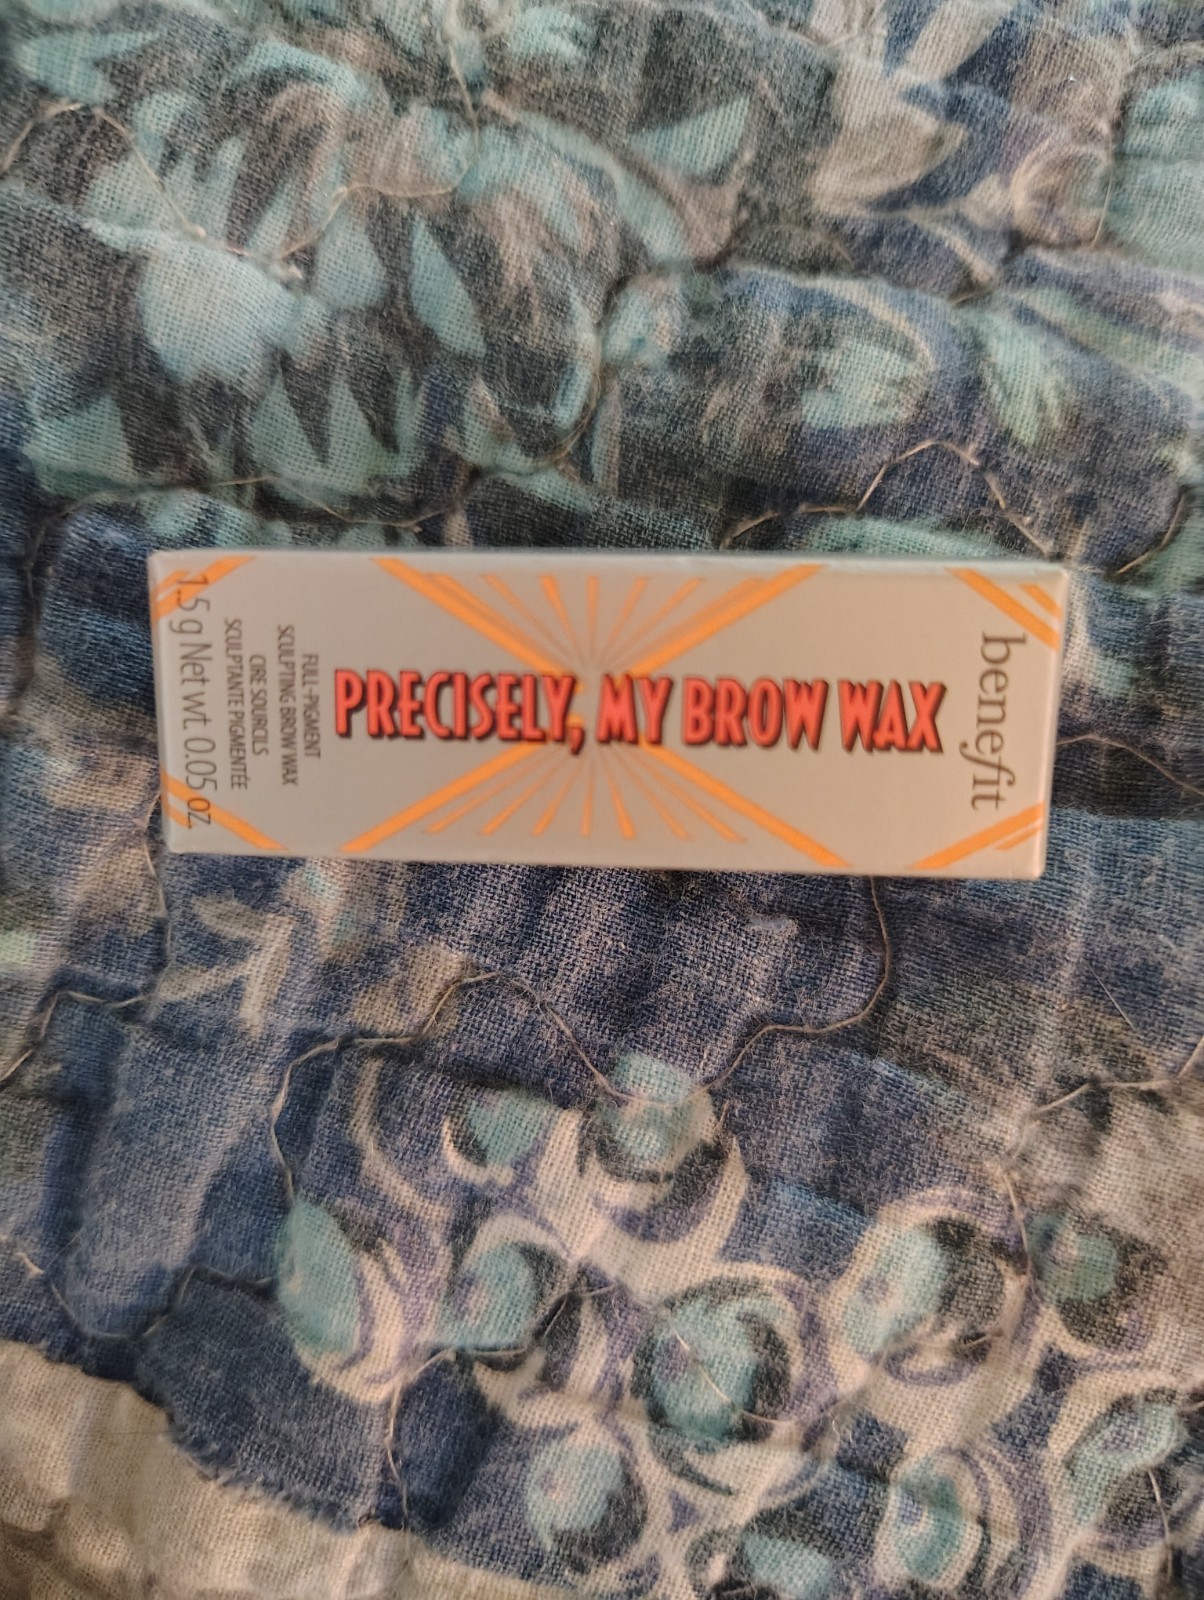 benefit
PRECISELY, MY BROW WAX
FULL-PIGMENT
SCULPTING BROW WAX
CIRE SOURCILS
SCULPTANTE PIGMENTÉE
1.5 g Net wt. 0.05 oz.